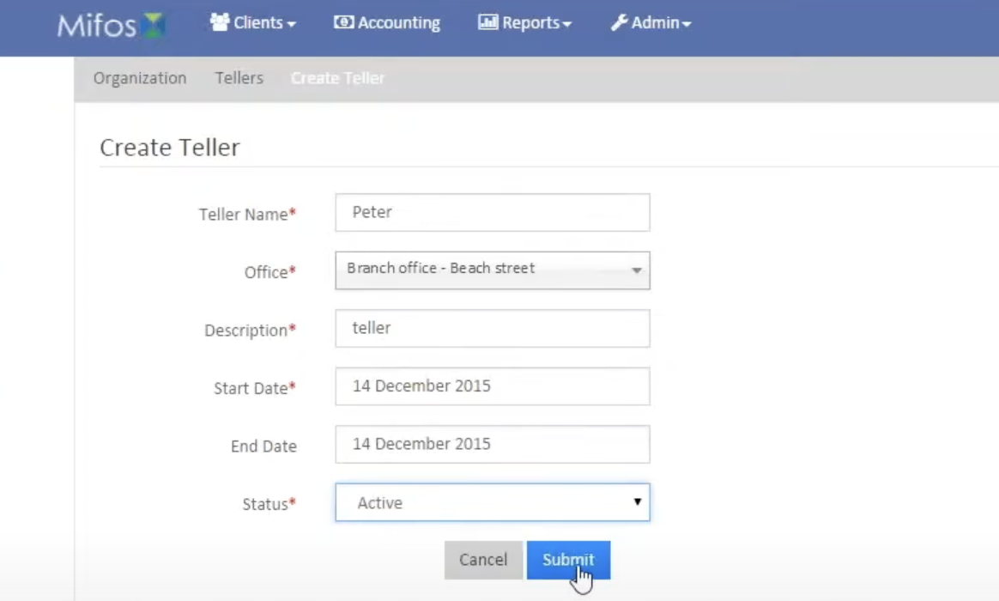 Mifos Clients Accounting Reports Admin
Organization Tellers Create Teller
Create Teller
Teller Name* Peter
Office* Branch office - Beach street
Description* teller
Start Date* 14 December 2015
End Date 14 December 2015
Status* Active
Cancel Submit